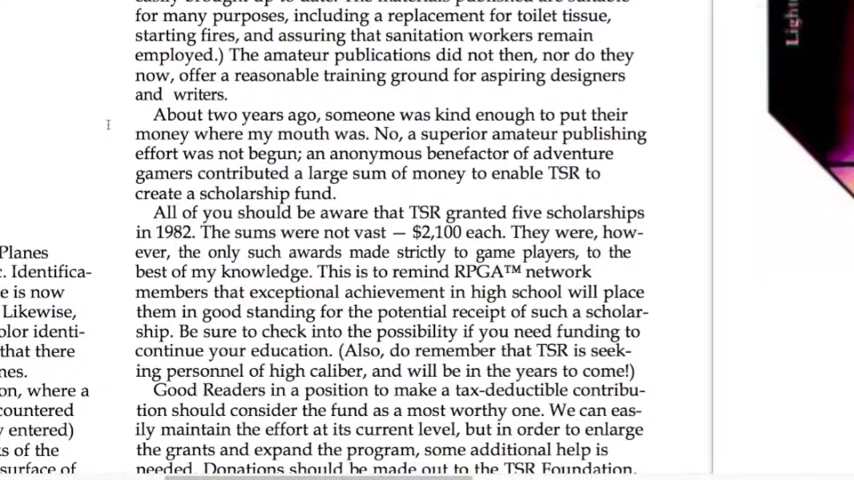 for many purposes, including a replacement for toilet tissue,
starting fires, and assuring that sanitation workers remain
employed.) The amateur publications did not then, nor do they
now, offer a reasonable training ground for aspiring designers
and writers.
About two years ago, someone was kind enough to put their
money where my mouth was. No, a superior amateur publishing
effort was not begun; an anonymous benefactor of adventure
gamers contributed a large sum of money to enable TSR to
create a scholarship fund.
All of you should be aware that TSR granted five scholarships
in 1982. The sums were not vast — $2,100 each. They were, how-
ever, the only such awards made strictly to game players, to the
best of my knowledge. This is to remind RPGA™ network
members that exceptional achievement in high school will place
them in good standing for the potential receipt of such a scholar-
ship. Be sure to check into the possibility if you need funding to
continue your education. (Also, do remember that TSR is seek-
ing personnel of high caliber, and will be in the years to come!)
Good Readers in a position to make a tax-deductible contribu-
tion should consider the fund as a most worthy one. We can eas-
ily maintain the effort at its current level, but in order to enlarge
the grants and expand the program, some additional help is
needed. Donations should be made out to the TSR Foundation,
Planes
c. Identifica-
e is now
Likewise,
olor identi-
that there
nes.
on, where a
countered
y entered)
s of the
surface of
Light